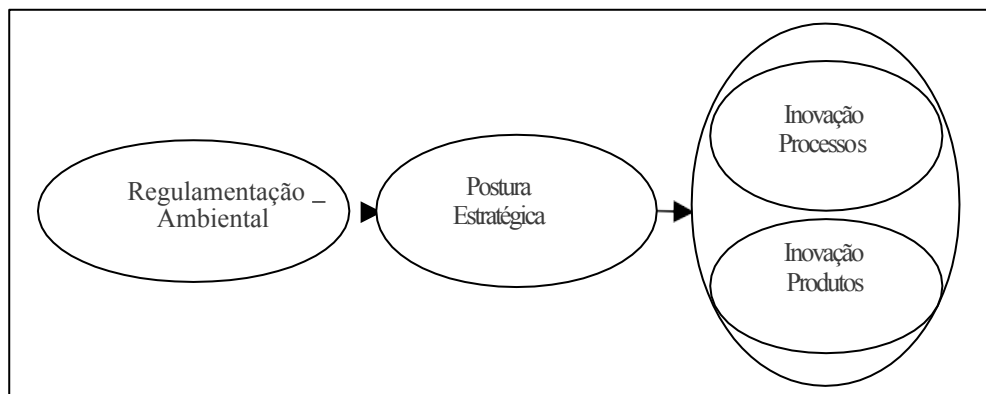 Regulamentação _
Ambiental
Postura
Estratégica
Inovação
Processos
Inovação
Produtos